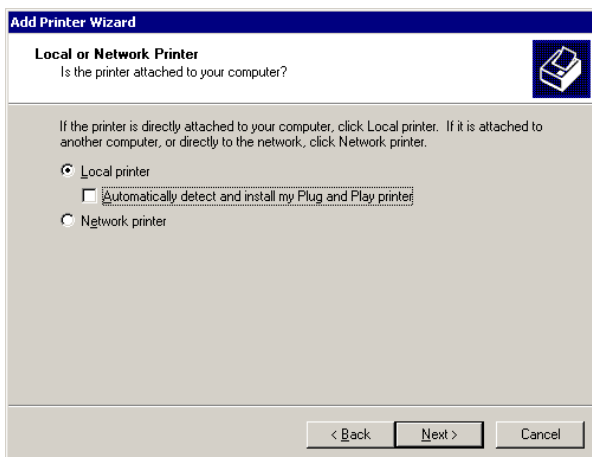 Add Printer Wizard
Local or Network Printer
Is the printer attached to your computer?
If the printer is directly attached to your computer, click Local printer. If it is attached to
another computer, or directly to the network, click Network printer.
Local printer
Automatically detect and install my Plug and Play printer
Network printer
< Back
Next >
Cancel